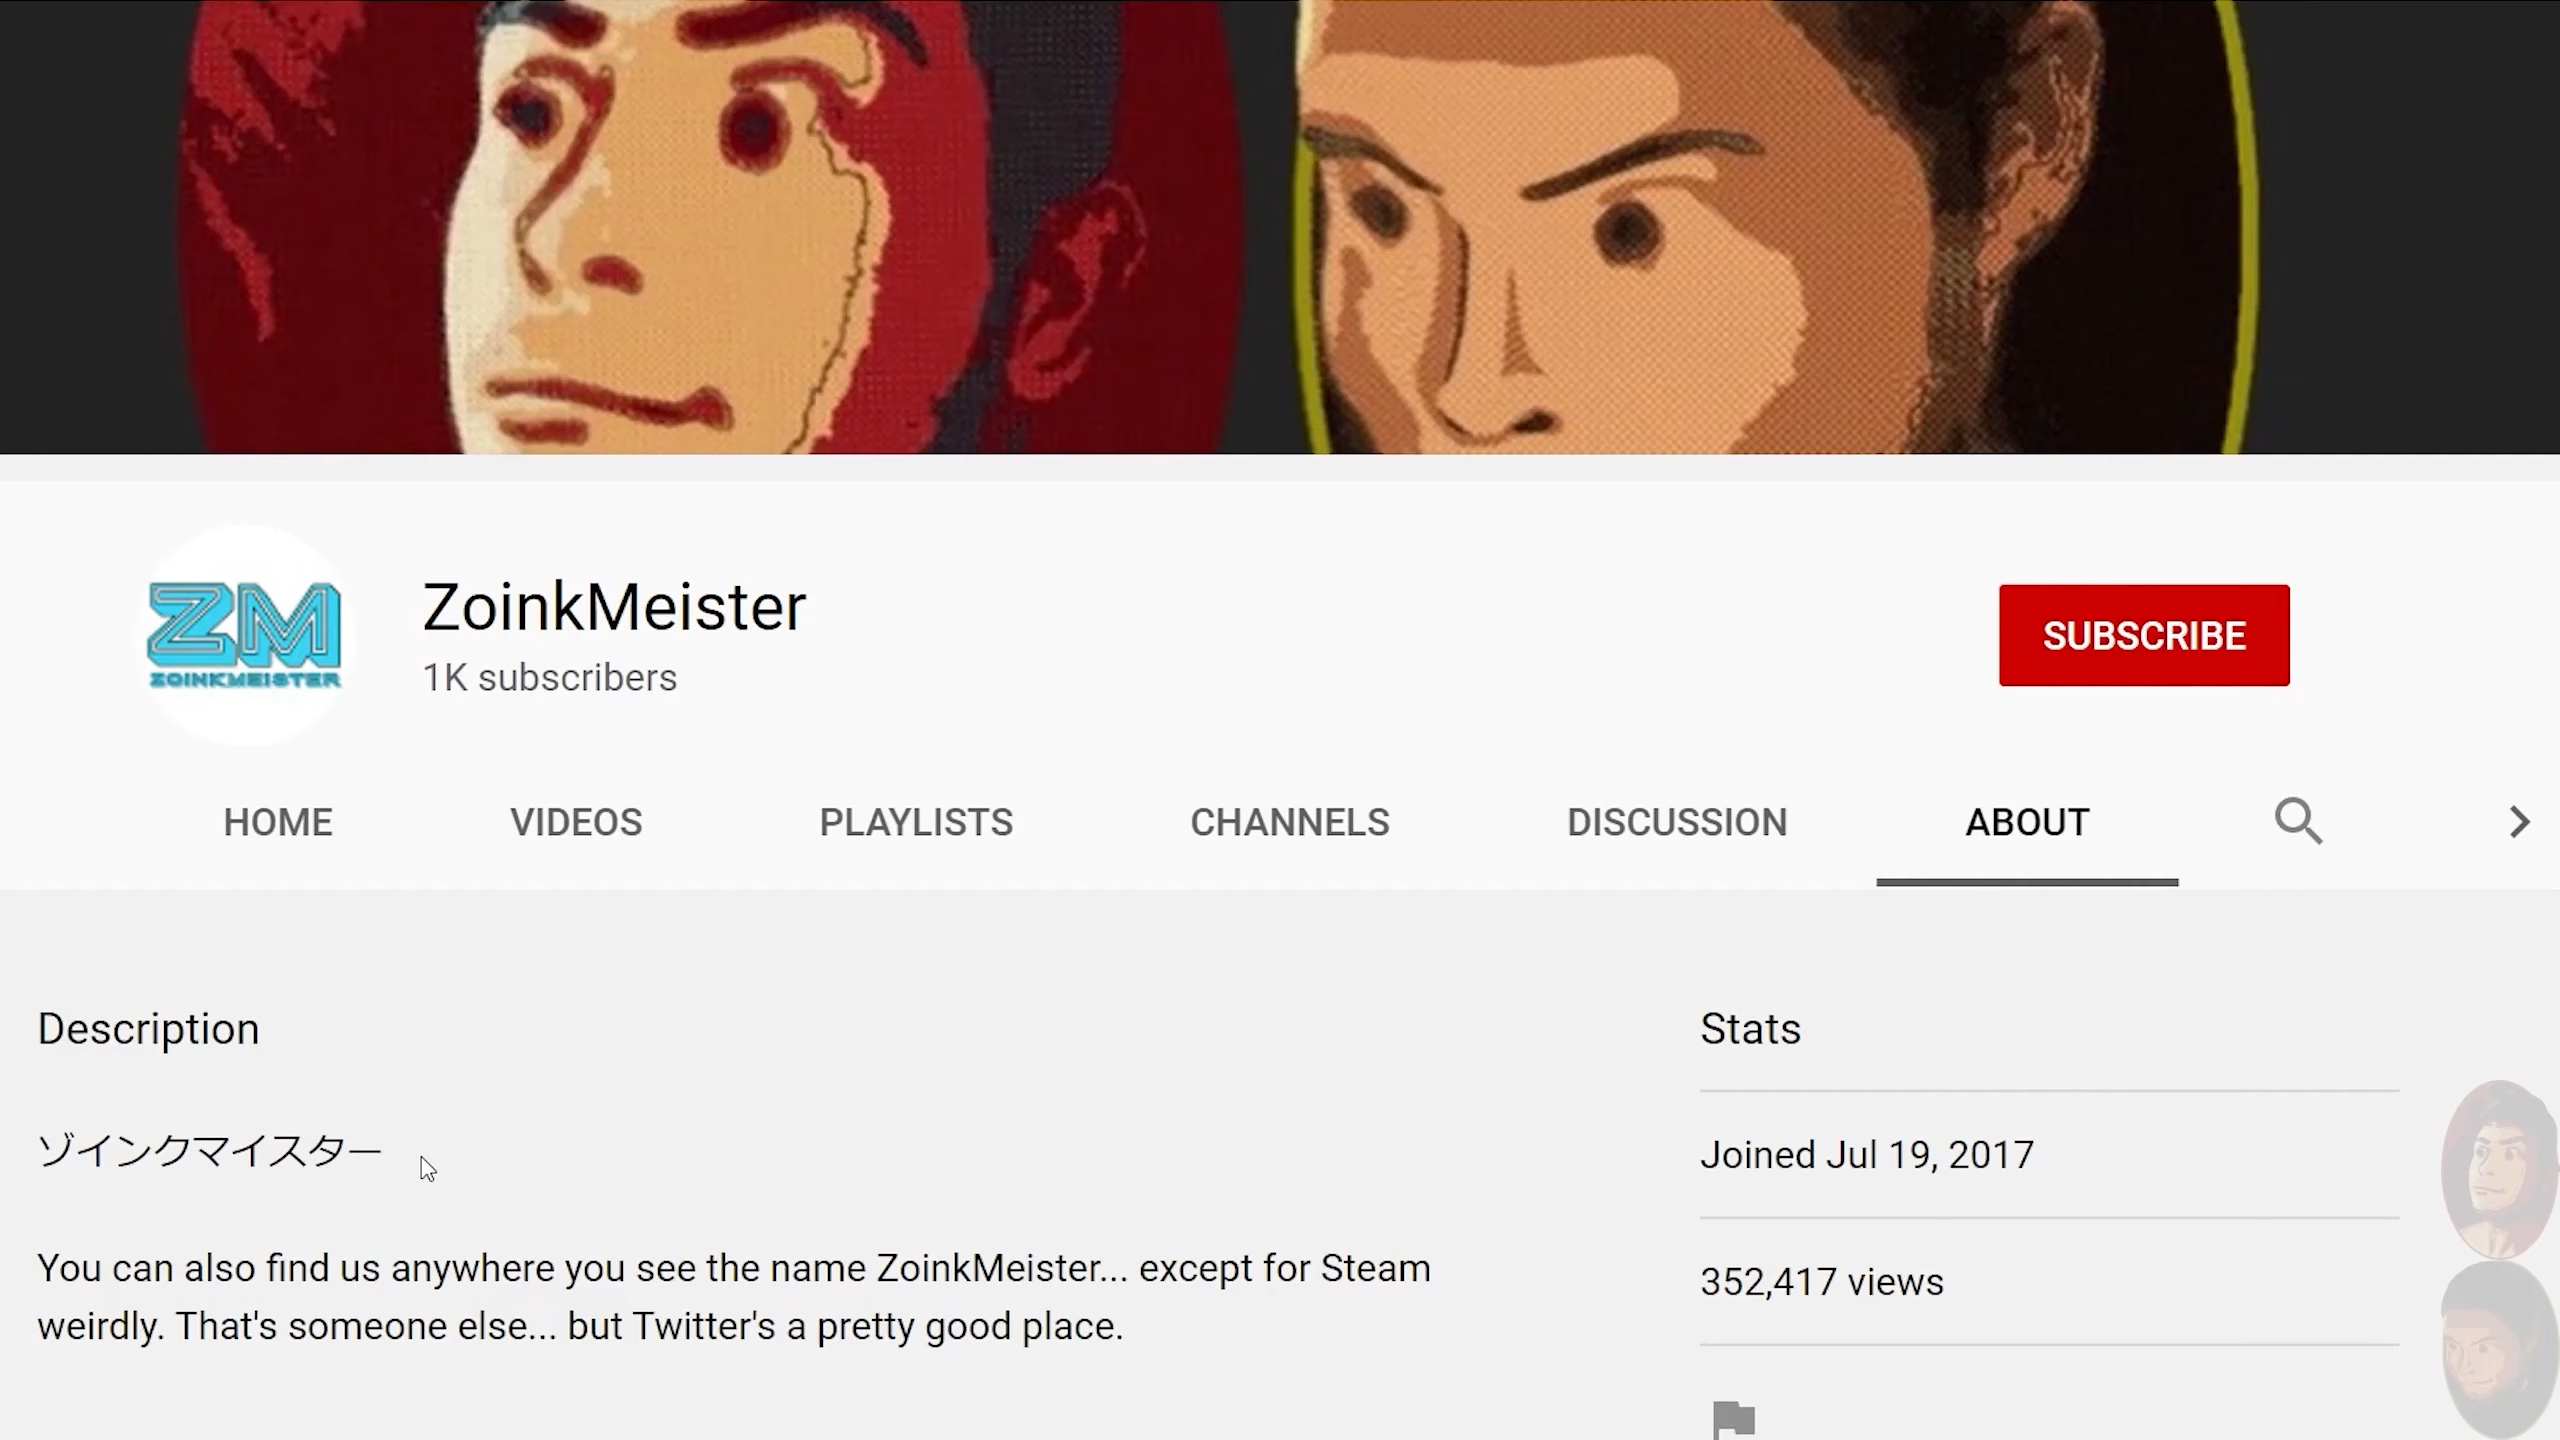 ZM
ZOINKMEISTER
ZoinkMeister
1K subscribers
SUBSCRIBE
HOME
VIDEOS
PLAYLISTS
CHANNELS
DISCUSSION
ABOUT
Description
ゾインクマイスター
You can also find us anywhere you see the name ZoinkMeister... except for Steam
weirdly. That's someone else... but Twitter's a pretty good place.
Stats
Joined Jul 19, 2017
352,417 views